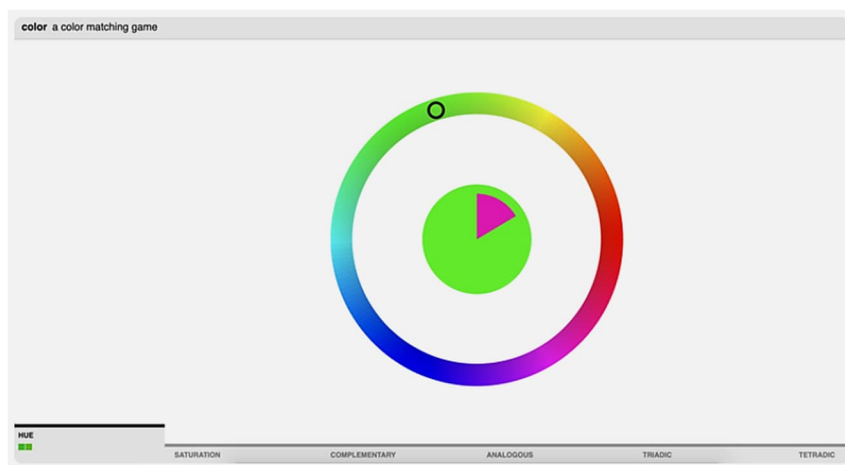 color a color matching game
HUE
SATURATION
COMPLEMENTARY
ANALOGOUS
TRIADIC
TETRADIC